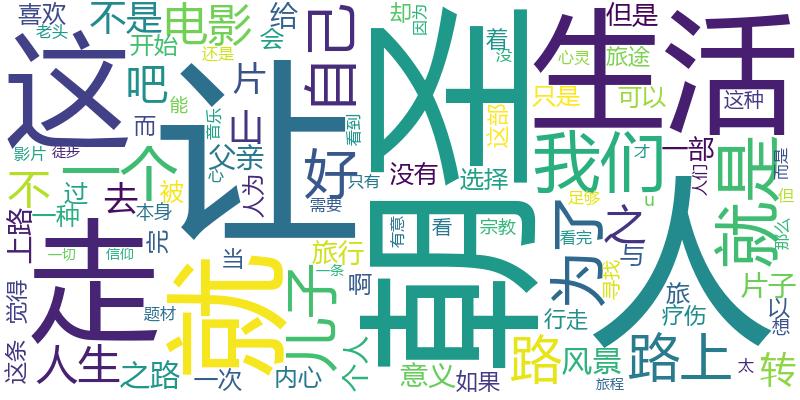 喜欢
老头
不是
电影
给
却
因为
但是
开始
还是
会
着
没
心灵
旅途
这
让
吧
片
自己
朝圣
生活
能
音乐
山
看到
这部
只是
可以
这种
而
影片
徒步
一个
父亲
心
好
只有
没有
选择
我们
才
一部
人们
就是
而是
不
过
被
去
人为
需要
有意
看
宗教
足够
u
但
一种
本身
上路
完
为了
看完
之
与
那么
走
一切
信仰
当
就
旅行
儿子
一条
啊
寻找
人
旅
疗伤
片子
以
想
觉得
题材
行走
这条
人生
之路
一次
内心
个人
意义
如果
路
风景
旅程
路上
太
转